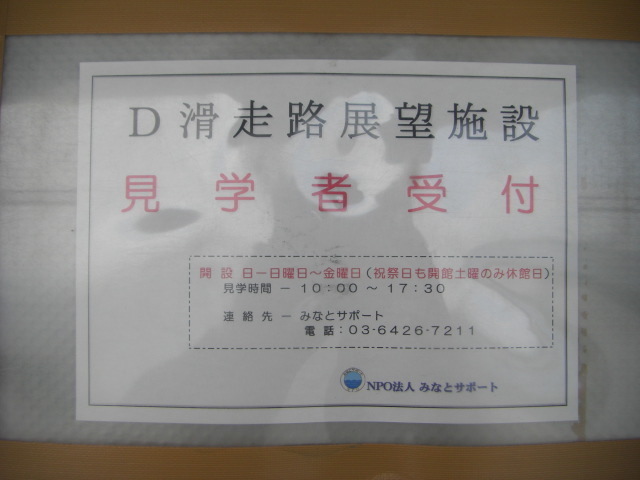 D滑走路展望施設
見学者受付
開設日ー日曜日～金曜日(祝祭日も開館土曜のみ休館日)
見学時間 － 10：00 ～ 17：30
連絡先 － みなとサポート
電話：03-6426-7211
NPO法人 みなとサポート